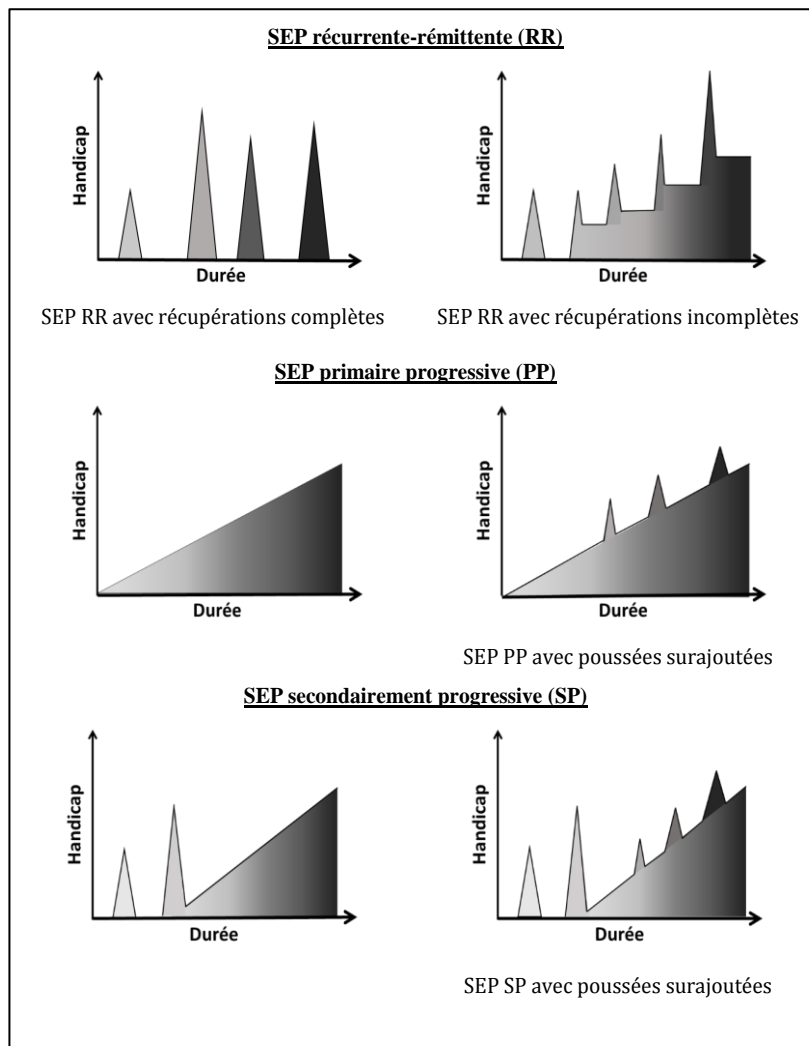 SEP récurrente-rémittente (RR)
Handicap
Durée
Handicap
Durée
SEP RR avec récupérations complètes
SEP RR avec récupérations incomplètes
SEP primaire progressive (PP)
Handicap
Durée
Handicap
Durée
SEP PP avec poussées surajoutées
SEP secondairement progressive (SP)
Handicap
Durée
Handicap
Durée
SEP SP avec poussées surajoutées